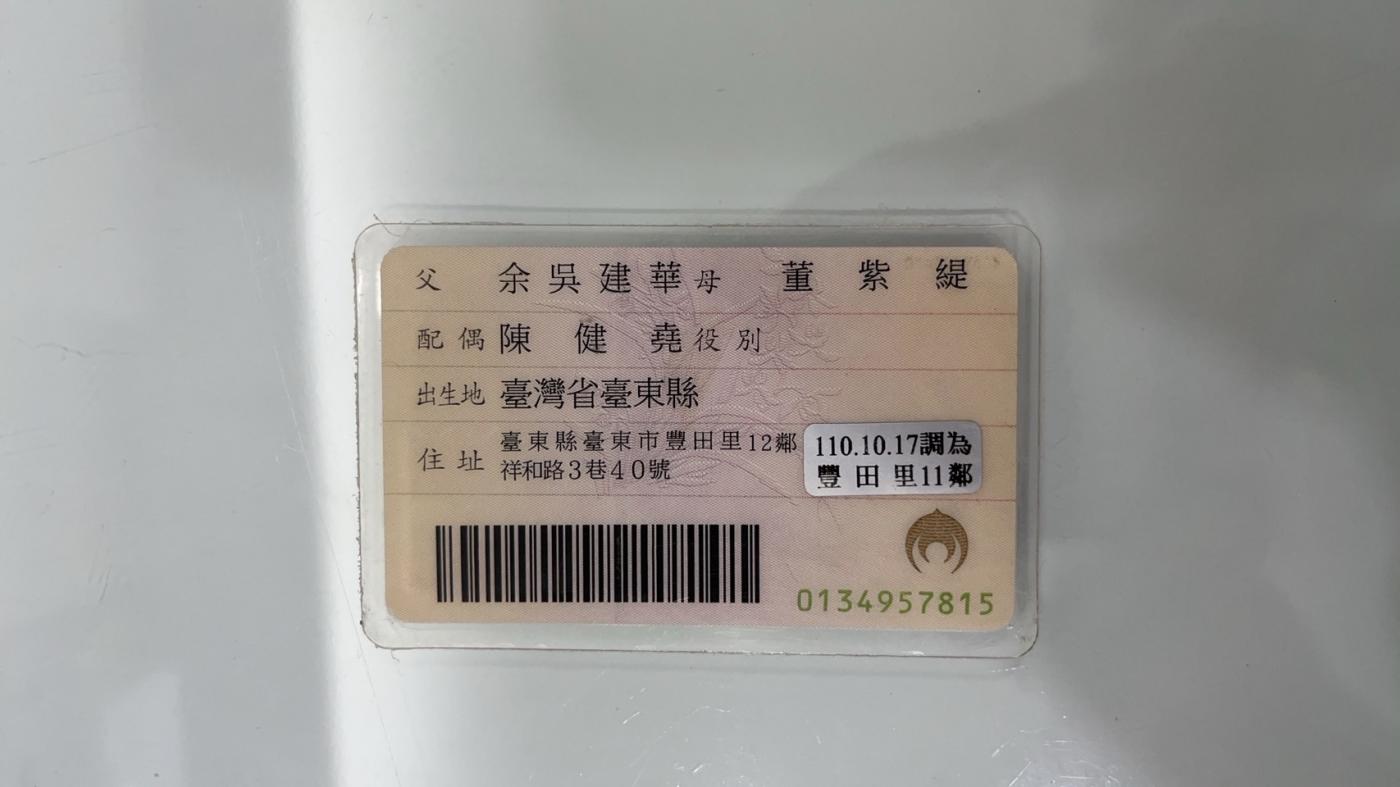 父 余吳建華 母 董紫緹
配偶 陳健堯 役別
出生地 臺灣省臺東縣
住址 臺東縣臺東市豐田里12鄰
祥和路3巷40號
110.10.17調為
豐田里11鄰
0134957815